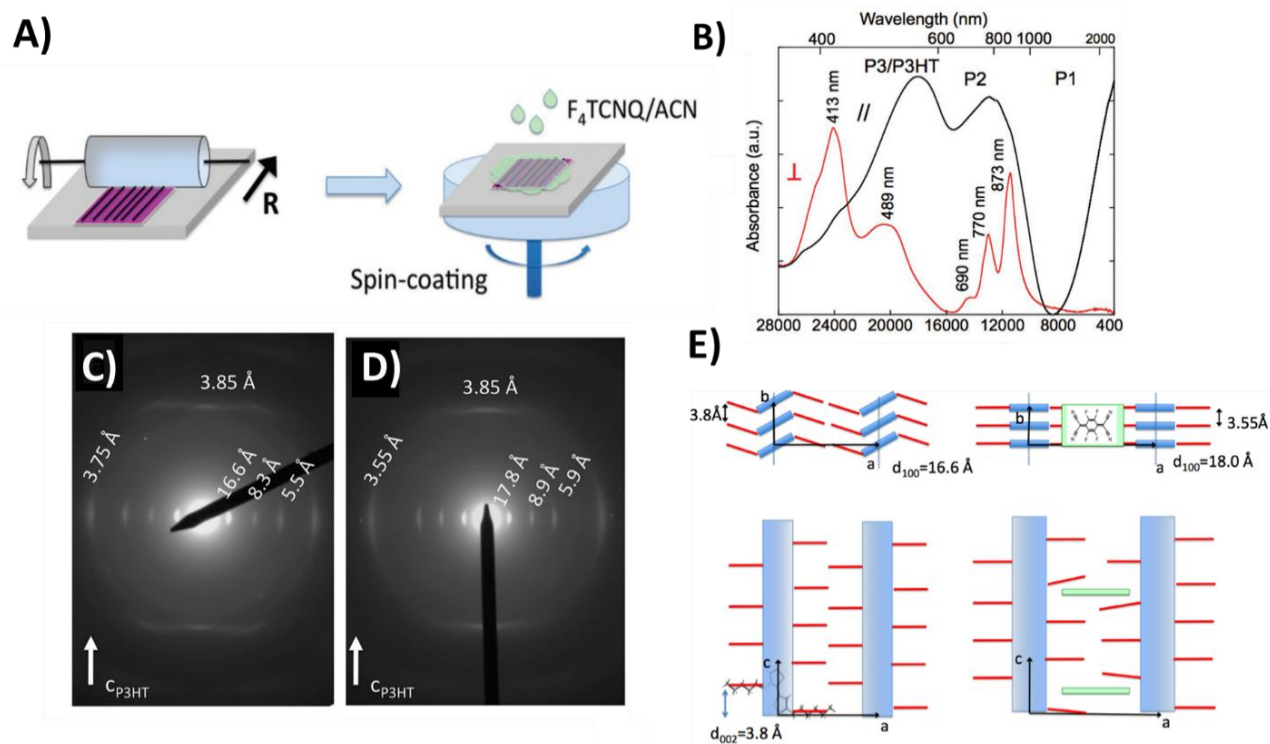 A)
F₄TCNQ/ACN
R
Spin-coating
B)
Wavelength (nm)
400 600 800 1000 2000
P3/P3HT P2 P1
413 nm
//
⊥
489 nm
690 nm
770 nm
873 nm
Absorbance (a.u.)
28000 24000 20000 16000 12000 8000 400
C)
3.85 Å
3.75 Å
16.6 Å
8.3 Å
5.5 Å
c P3HT
D)
3.85 Å
3.55 Å
17.8 Å
8.9 Å
5.9 Å
c P3HT
E)
3.8Å
b
a
d₁₀₀=16.6 Å
b
N N N N
F F F F
3.55Å
a
d₁₀₀=18.0 Å
c
a
d₀₀₂=3.8 Å
c
a